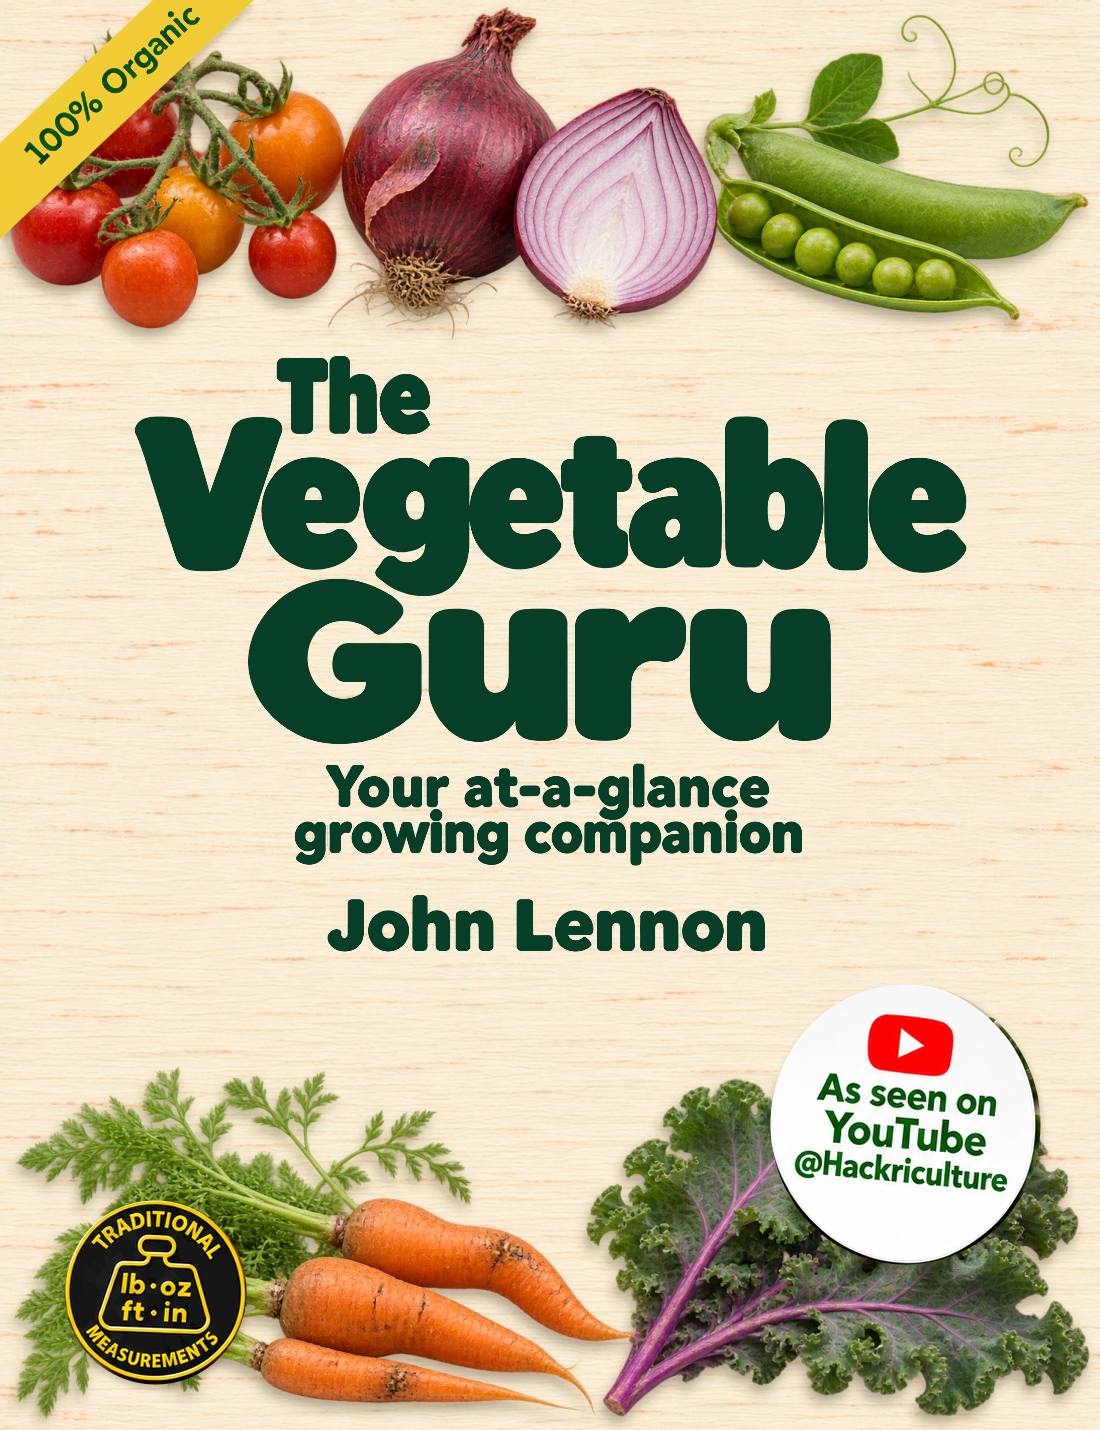 100% Organic
The
Vegetable
Guru
Your at-a-glance
growing companion
John Lennon
As seen on
YouTube
@Hackriculture
TRADITIONAL
lb·oz
ft·in
MEASUREMENTS